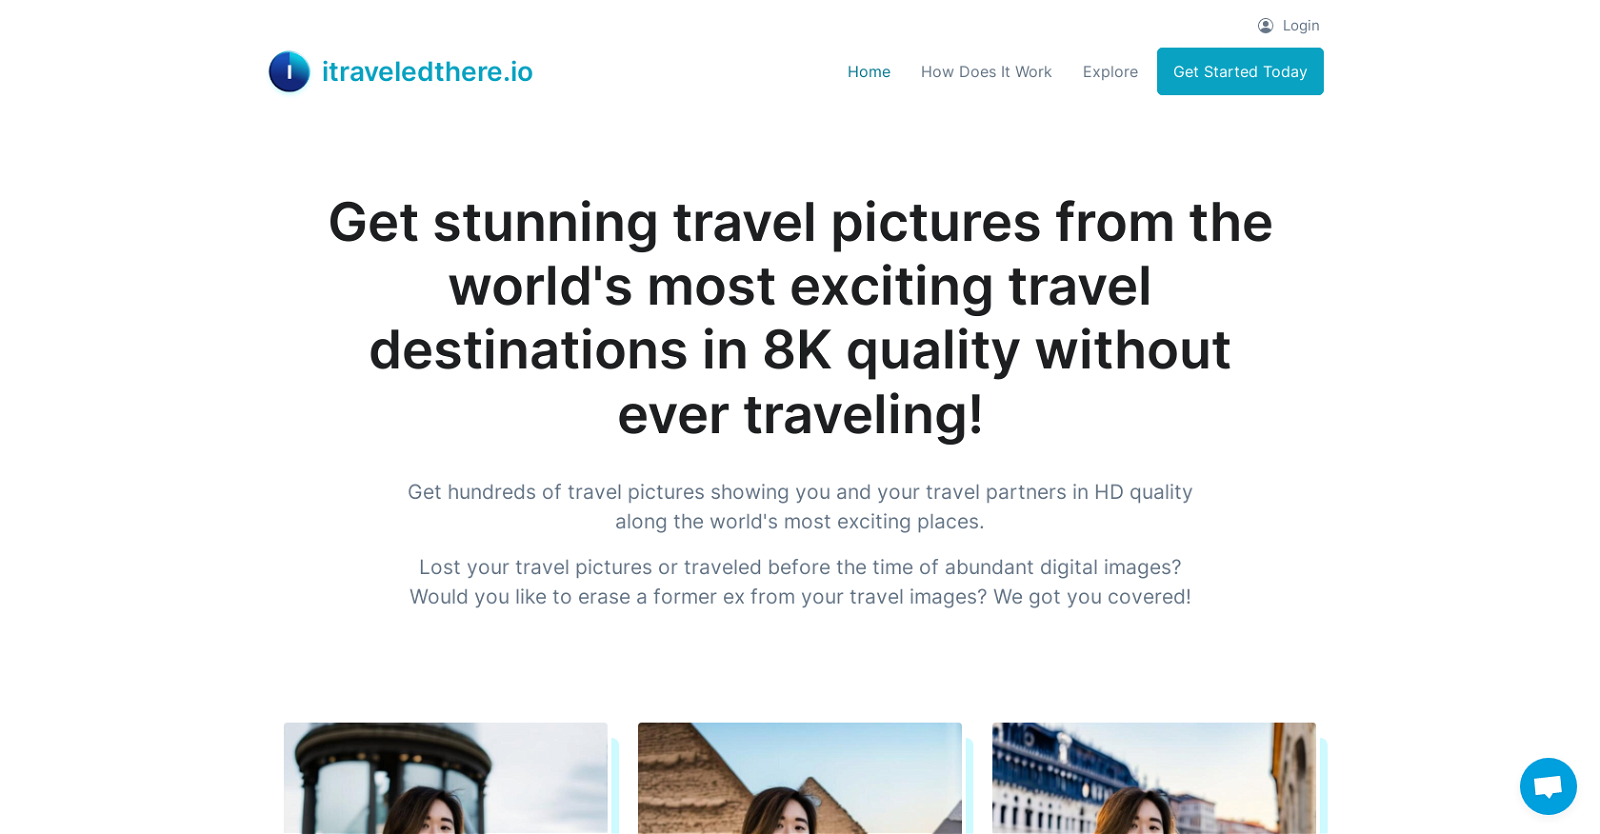 Login
I
itraveledthere.io
Home
How Does It Work
Explore
Get Started Today
Get stunning travel pictures from the
world's most exciting travel
destinations in 8K quality without
ever traveling!
Get hundreds of travel pictures showing you and your travel partners in HD quality
along the world's most exciting places.
Lost your travel pictures or traveled before the time of abundant digital images?
Would you like to erase a former ex from your travel images? We got you covered!